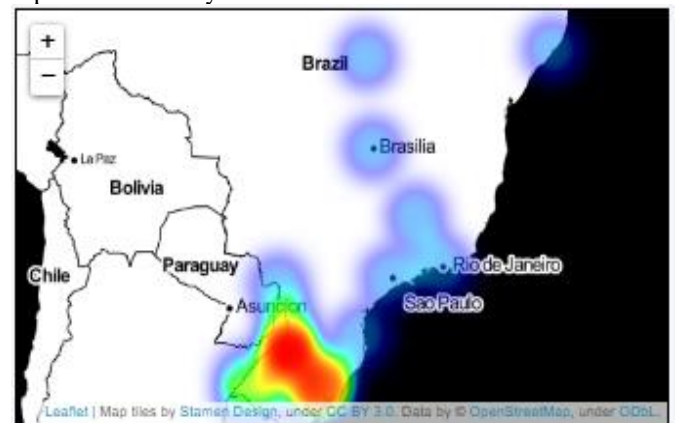 +
−
Brazil
Brasilia
La Paz
Bolivia
Chile
Paraguay
Rio de Janeiro
Asuncion
Sao Paulo
Leaflet | Map tiles by Stamen Design, under CC BY 3.0. Data by © OpenStreetMap, under ODbL.